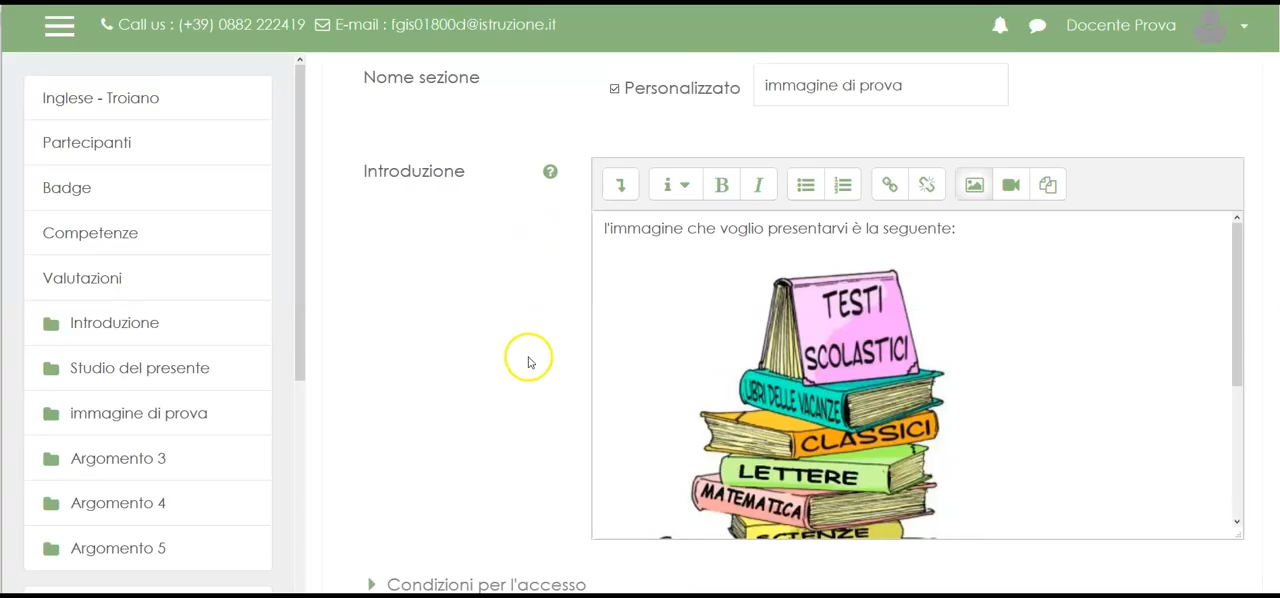 Call us : (+39) 0882 222419 E-mail : fgis01800d@istruzione.it Docente Prova
Inglese - Troiano
Partecipanti
Badge
Competenze
Valutazioni
Introduzione
Studio del presente
immagine di prova
Argomento 3
Argomento 4
Argomento 5
Nome sezione Personalizzato immagine di prova
Introduzione
i B I
l'immagine che voglio presentarvi è la seguente:
TESTI
SCOLASTICI
LIBRI DELLE VACANZE
CLASSICI
LETTERE
MATEMATICA
SCIENZE
Condizioni per l'accesso